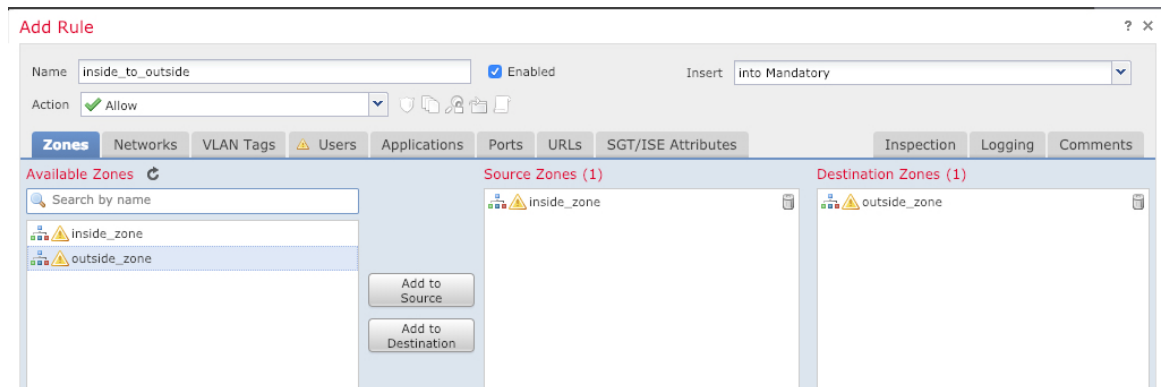 Add Rule ?
Name inside_to_outside Enabled Insert into Mandatory
Action Allow
Zones Networks VLAN Tags Users Applications Ports URLs SGT/ISE Attributes Inspection Logging Comments
Available Zones Source Zones (1) Destination Zones (1)
Search by name inside_zone outside_zone
inside_zone
outside_zone
Add to
Source
Add to
Destination